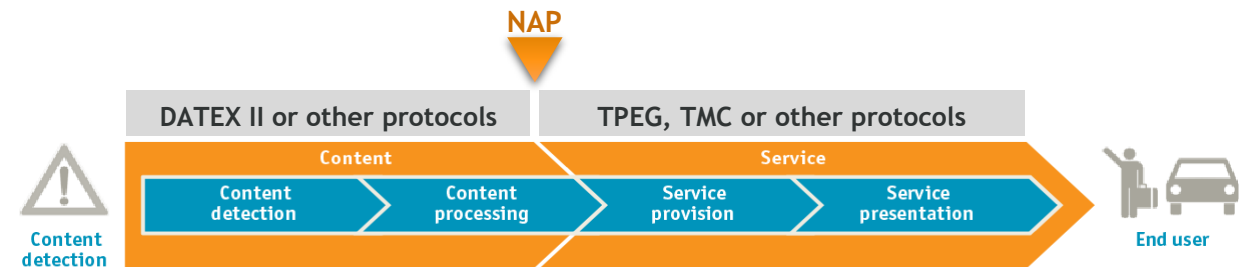 NAP
DATEX II or other protocols
TPEG, TMC or other protocols
Content
Service
Content
detection
Content
processing
Service
provision
Service
presentation
Content
detection
End user